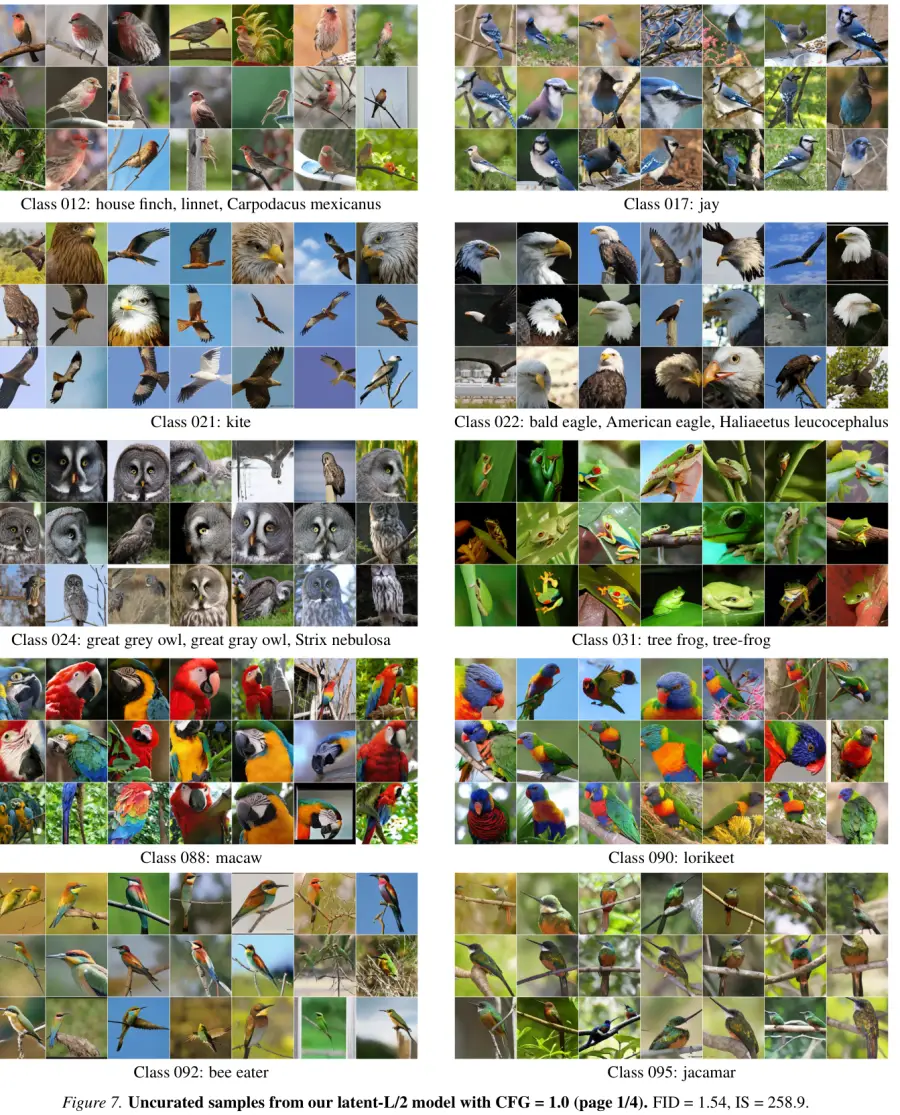 Class 012: house finch, linnet, Carpodacus mexicanus
Class 017: jay
Class 021: kite
Class 022: bald eagle, American eagle, Haliaeetus leucocephalus
Class 024: great grey owl, great gray owl, Strix nebulosa
Class 031: tree frog, tree-frog
Class 088: macaw
Class 090: lorikeet
Class 092: bee eater
Class 095: jacamar
Figure 7. Uncurated samples from our latent-L/2 model with CFG = 1.0 (page 1/4). FID = 1.54, IS = 258.9.